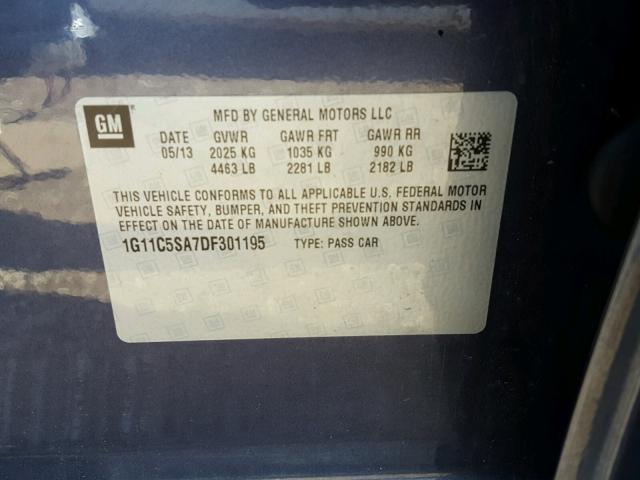 GM
MFD BY GENERAL MOTORS LLC
DATE GVWR GAWR FRT GAWR RR
05/13 2025 KG 1035 KG 990 KG
4463 LB 2281 LB 2182 LB
THIS VEHICLE CONFORMS TO ALL APPLICABLE U.S. FEDERAL MOTOR
VEHICLE SAFETY, BUMPER, AND THEFT PREVENTION STANDARDS IN
EFFECT ON THE DATE OF MANUFACTURE SHOWN ABOVE.
1G11C5SA7DF301195 TYPE: PASS CAR